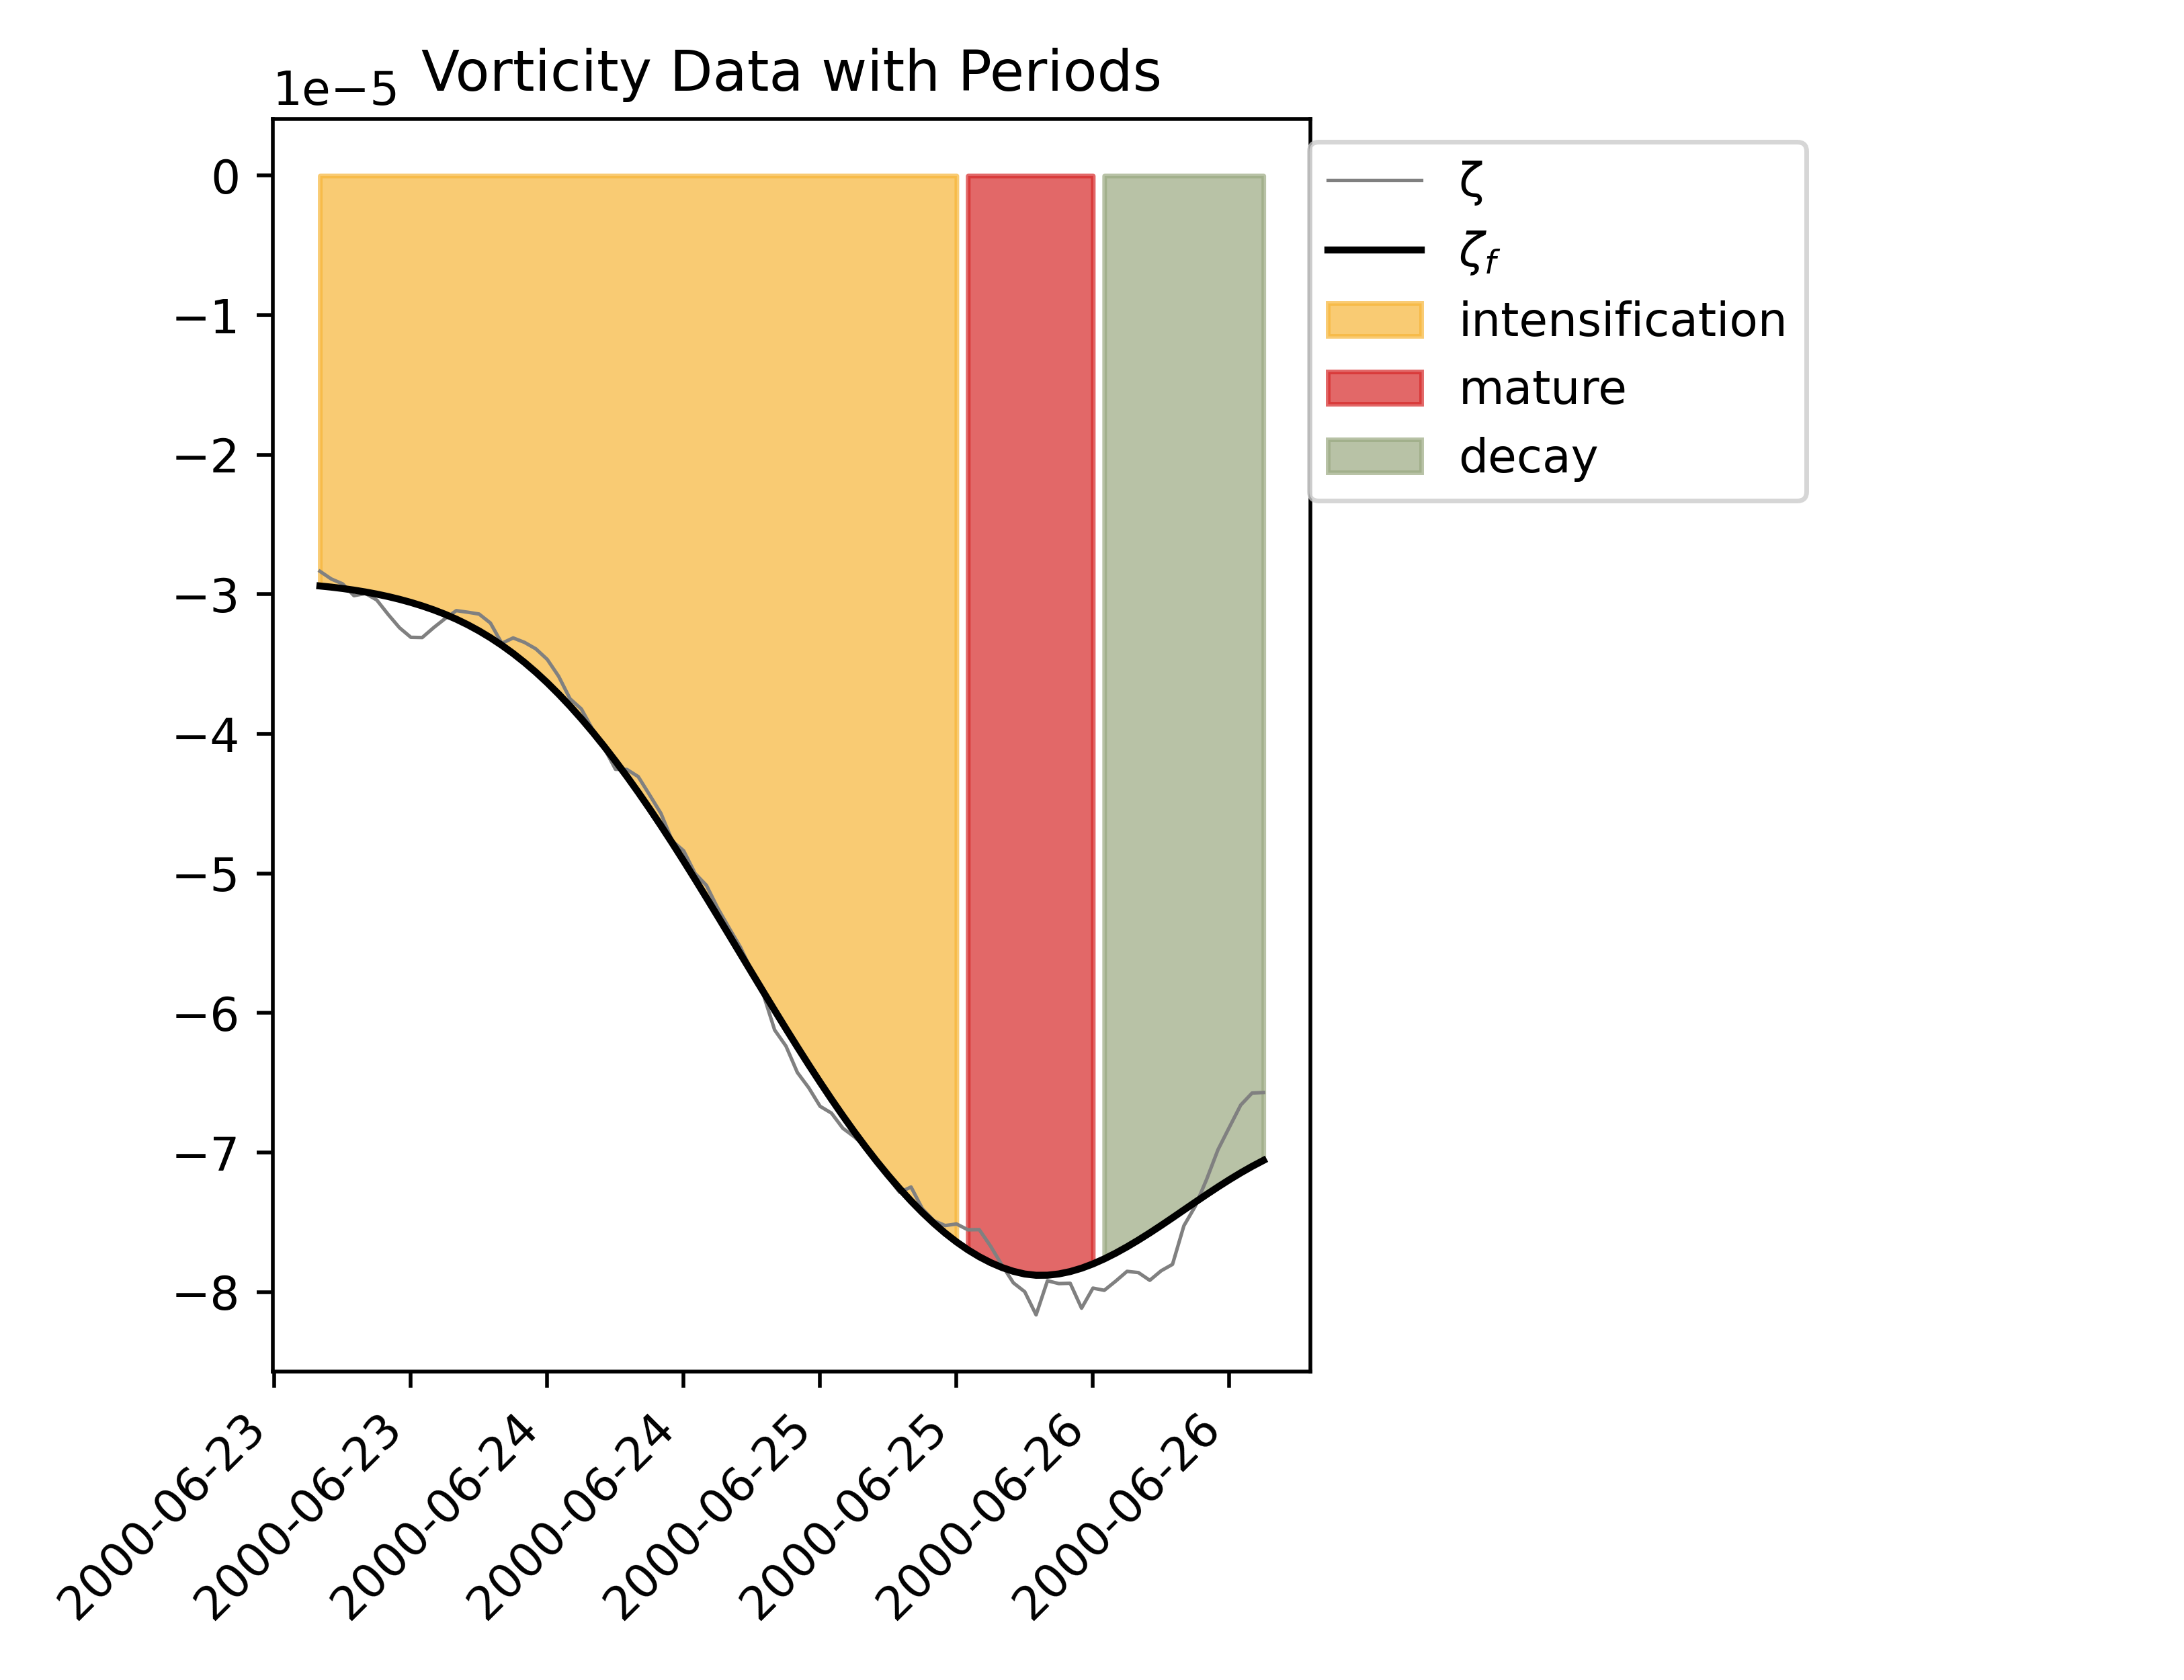 Vorticity Data with Periods
1e−5
0
−1
−2
−3
−4
−5
−6
−7
−8
2000-06-23
2000-06-23
2000-06-24
2000-06-24
2000-06-25
2000-06-25
2000-06-26
2000-06-26
ζ
ζf
intensification
mature
decay